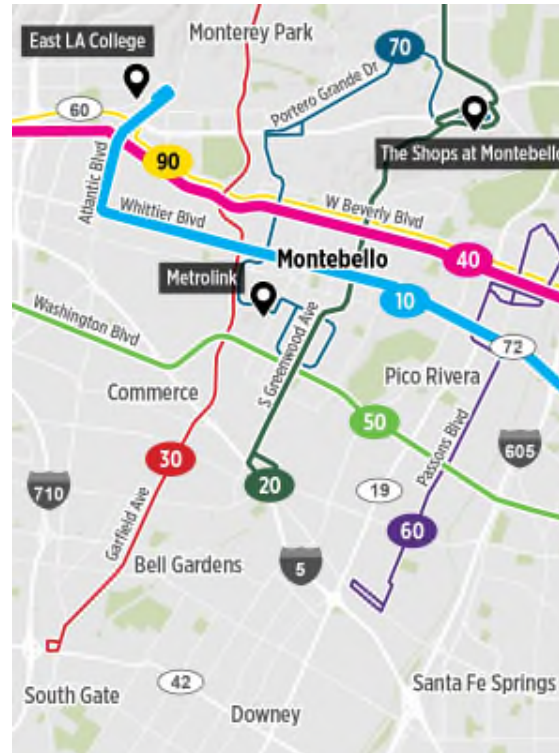 Monterey Park
East LA College
70
Portero Grande Dr
60
The Shops at Montebello
90
Atlantic Blvd
W Beverly Blvd
Whittier Blvd
Montebello
40
Metrolink
10
Washington Blvd
S Greenwood Ave
72
Pico Rivera
Commerce
50
605
30
Passons Blvd
710
20
19
Garfield Ave
60
Bell Gardens
5
42
South Gate
Santa Fe Springs
Downey